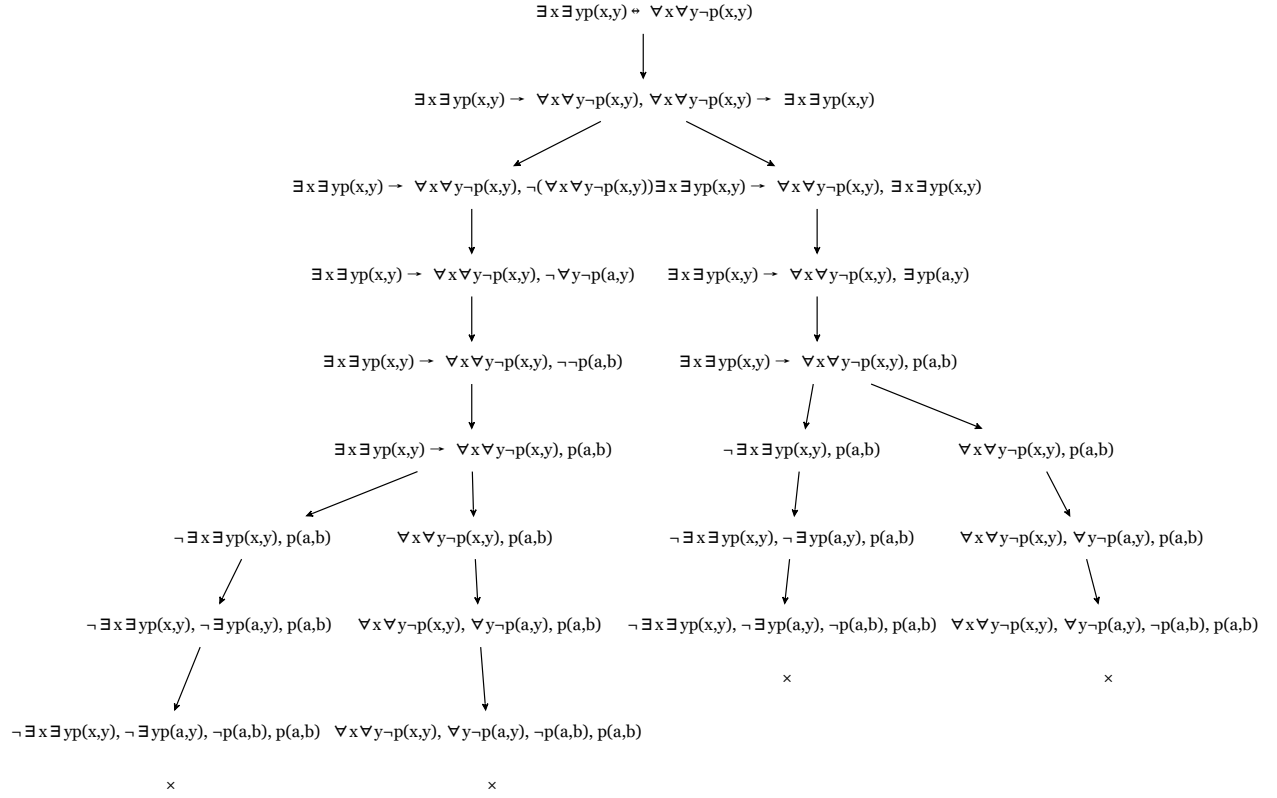 ∃x∃yp(x,y) ↔ ∀x∀y¬p(x,y)
∃x∃yp(x,y) → ∀x∀y¬p(x,y), ∀x∀y¬p(x,y) → ∃x∃yp(x,y)
∃x∃yp(x,y) → ∀x∀y¬p(x,y), ¬(∀x∀y¬p(x,y))
∃x∃yp(x,y) → ∀x∀y¬p(x,y), ∃x∃yp(x,y)
∃x∃yp(x,y) → ∀x∀y¬p(x,y), ¬∀y¬p(a,y)
∃x∃yp(x,y) → ∀x∀y¬p(x,y), ∃yp(a,y)
∃x∃yp(x,y) → ∀x∀y¬p(x,y), ¬¬p(a,b)
∃x∃yp(x,y) → ∀x∀y¬p(x,y), p(a,b)
∃x∃yp(x,y) → ∀x∀y¬p(x,y), p(a,b)
¬∃x∃yp(x,y), p(a,b)
∀x∀y¬p(x,y), p(a,b)
¬∃x∃yp(x,y), p(a,b)
∀x∀y¬p(x,y), p(a,b)
¬∃x∃yp(x,y), ¬∃yp(a,y), p(a,b)
∀x∀y¬p(x,y), ∀y¬p(a,y), p(a,b)
¬∃x∃yp(x,y), ¬∃yp(a,y), p(a,b)
∀x∀y¬p(x,y), ∀y¬p(a,y), p(a,b)
¬∃x∃yp(x,y), ¬∃yp(a,y), ¬p(a,b), p(a,b)
∀x∀y¬p(x,y), ∀y¬p(a,y), ¬p(a,b), p(a,b)
×
×
¬∃x∃yp(x,y), ¬∃yp(a,y), ¬p(a,b), p(a,b)
∀x∀y¬p(x,y), ∀y¬p(a,y), ¬p(a,b), p(a,b)
×
×